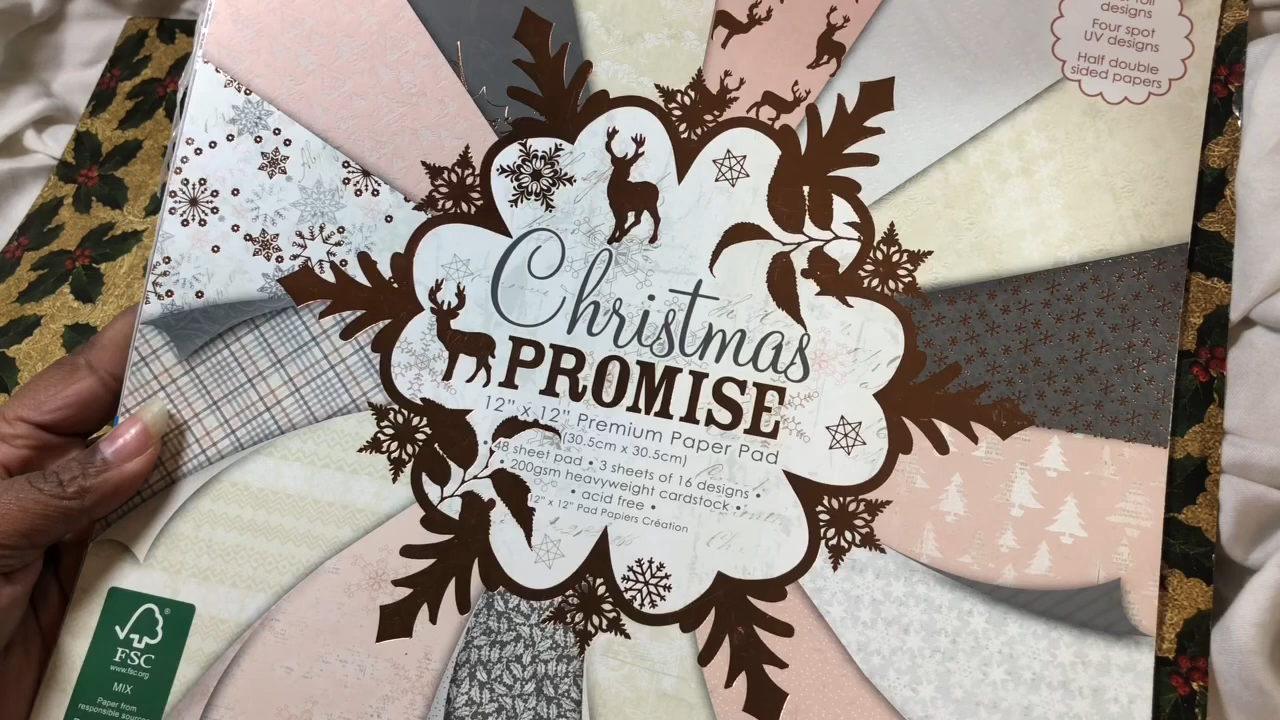 designs
Four spot
UV designs
Half double
sided papers
Christmas
PROMISE
12" x 12" Premium Paper Pad
(30.5cm x 30.5cm)
• 48 sheet pad • 3 sheets of 16 designs •
• 200gsm heavyweight cardstock •
• acid free •
12" x 12" Pad Papiers Création
®
FSC
www.fsc.org
MIX
Paper from
responsible sources